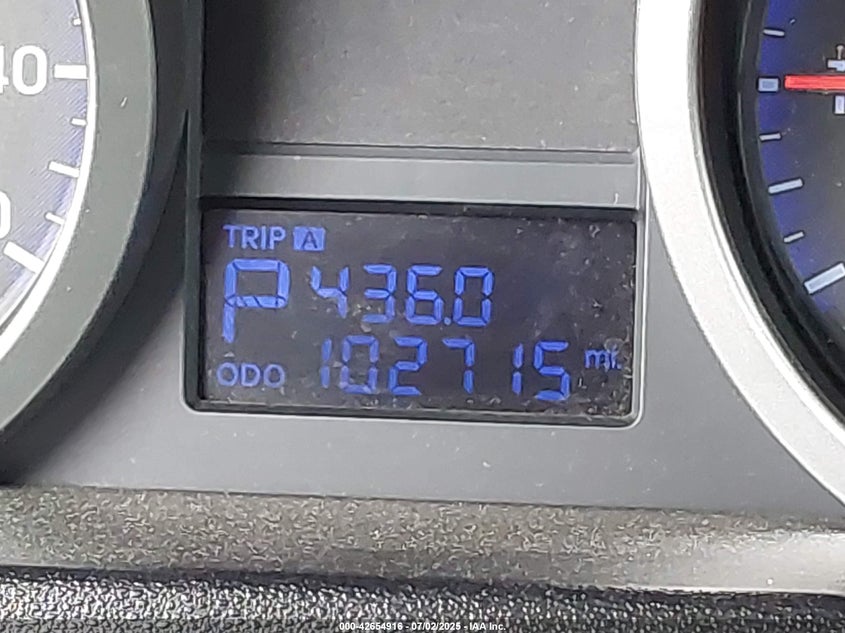 40
TRIP A
P 436.0
ODO 102715 mi.
000-42654916 - 07/02/2025 - IAA Inc.